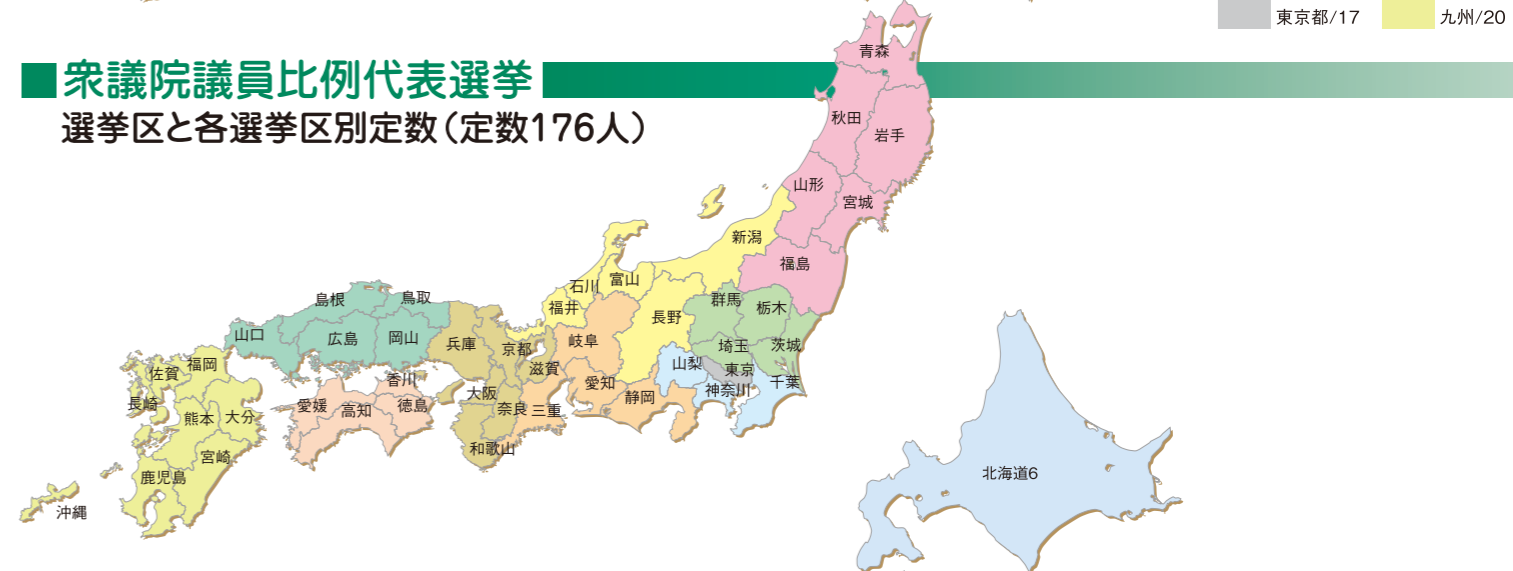 東京都/17
九州/20
■衆議院議員比例代表選挙
選挙区と各選挙区別定数(定数176人)
青森
秋田
岩手
山形
宮城
新潟
福島
石川
富山
福井
長野
群馬
栃木
島根
鳥取
山口
広島
岡山
兵庫
京都
滋賀
岐阜
埼玉
茨城
山梨
東京
千葉
神奈川
愛知
静岡
大阪
奈良
三重
和歌山
香川
愛媛
高知
徳島
福岡
佐賀
長崎
熊本
大分
宮崎
鹿児島
沖縄
北海道6